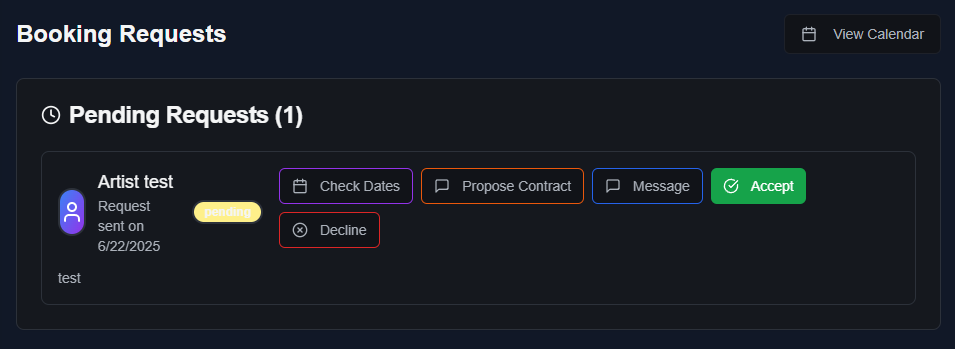 Booking Requests
View Calendar
Pending Requests (1)
Artist test
Request
sent on
6/22/2025
pending
Check Dates
Propose Contract
Message
Accept
Decline
test